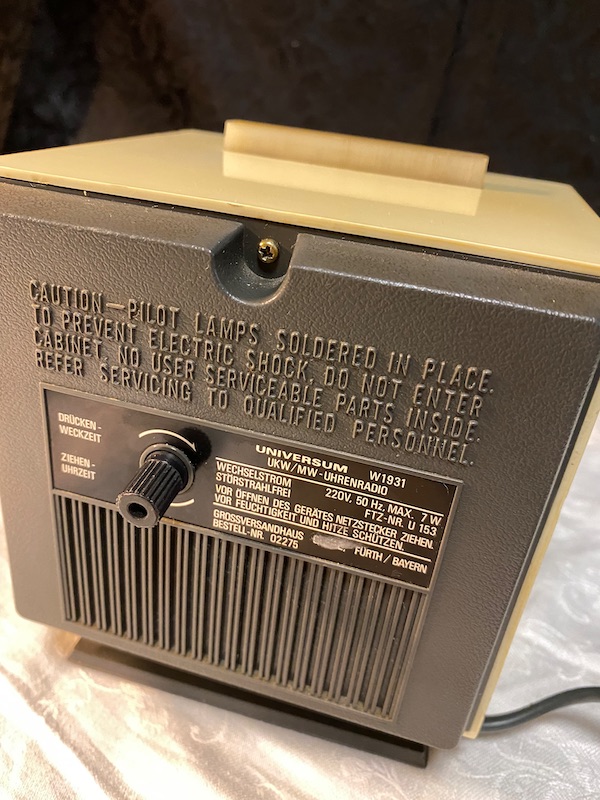 CAUTION—PILOT LAMPS SOLDERED IN PLACE.
TO PREVENT ELECTRIC SHOCK, DO NOT ENTER
CABINET. NO USER SERVICEABLE PARTS INSIDE.
REFER SERVICING TO QUALIFIED PERSONNEL.
DRÜCKEN -
WECKZEIT
ZIEHEN -
UHRZEIT
UNIVERSUM W1931
UKW/MW-UHRENRADIO
WECHSELSTROM 220V, 50 Hz, MAX. 7 W
STÖRSTRAHLFREI FTZ-NR. U 153
VOR ÖFFNEN DES GERÄTES NETZSTECKER ZIEHEN.
VOR FEUCHTIGKEIT UND HITZE SCHÜTZEN.
GROSSVERSANDHAUS FÜRTH/BAYERN
BESTELL-NR. 02275